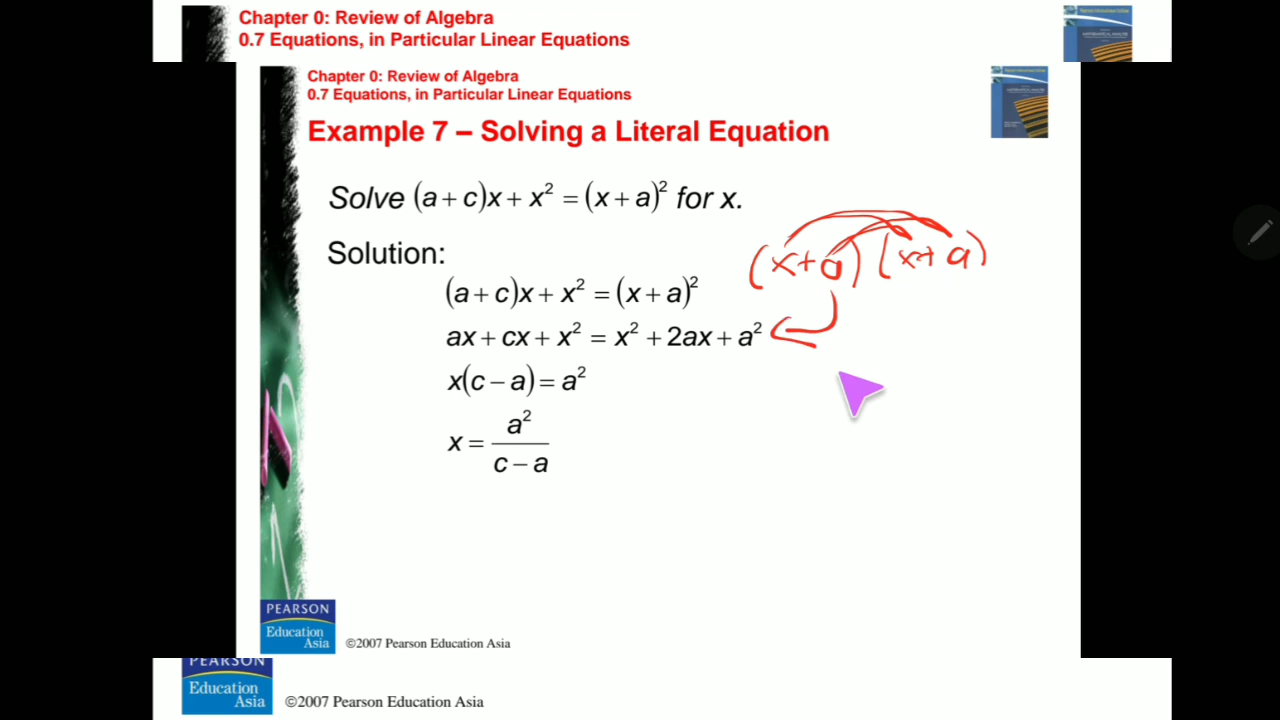 Chapter 0: Review of Algebra
0.7 Equations, in Particular Linear Equations
Chapter 0: Review of Algebra
0.7 Equations, in Particular Linear Equations
Example 7 – Solving a Literal Equation
Solve (a + c)x + x² = (x + a)² for x.
Solution:
(x+a) (x+a)
(a + c)x + x² = (x + a)²
ax + cx + x² = x² + 2ax + a²
x(c − a) = a²
x = a² / (c − a)
PEARSON
Education
Asia
©2007 Pearson Education Asia
PEARSON
Education
Asia
©2007 Pearson Education Asia